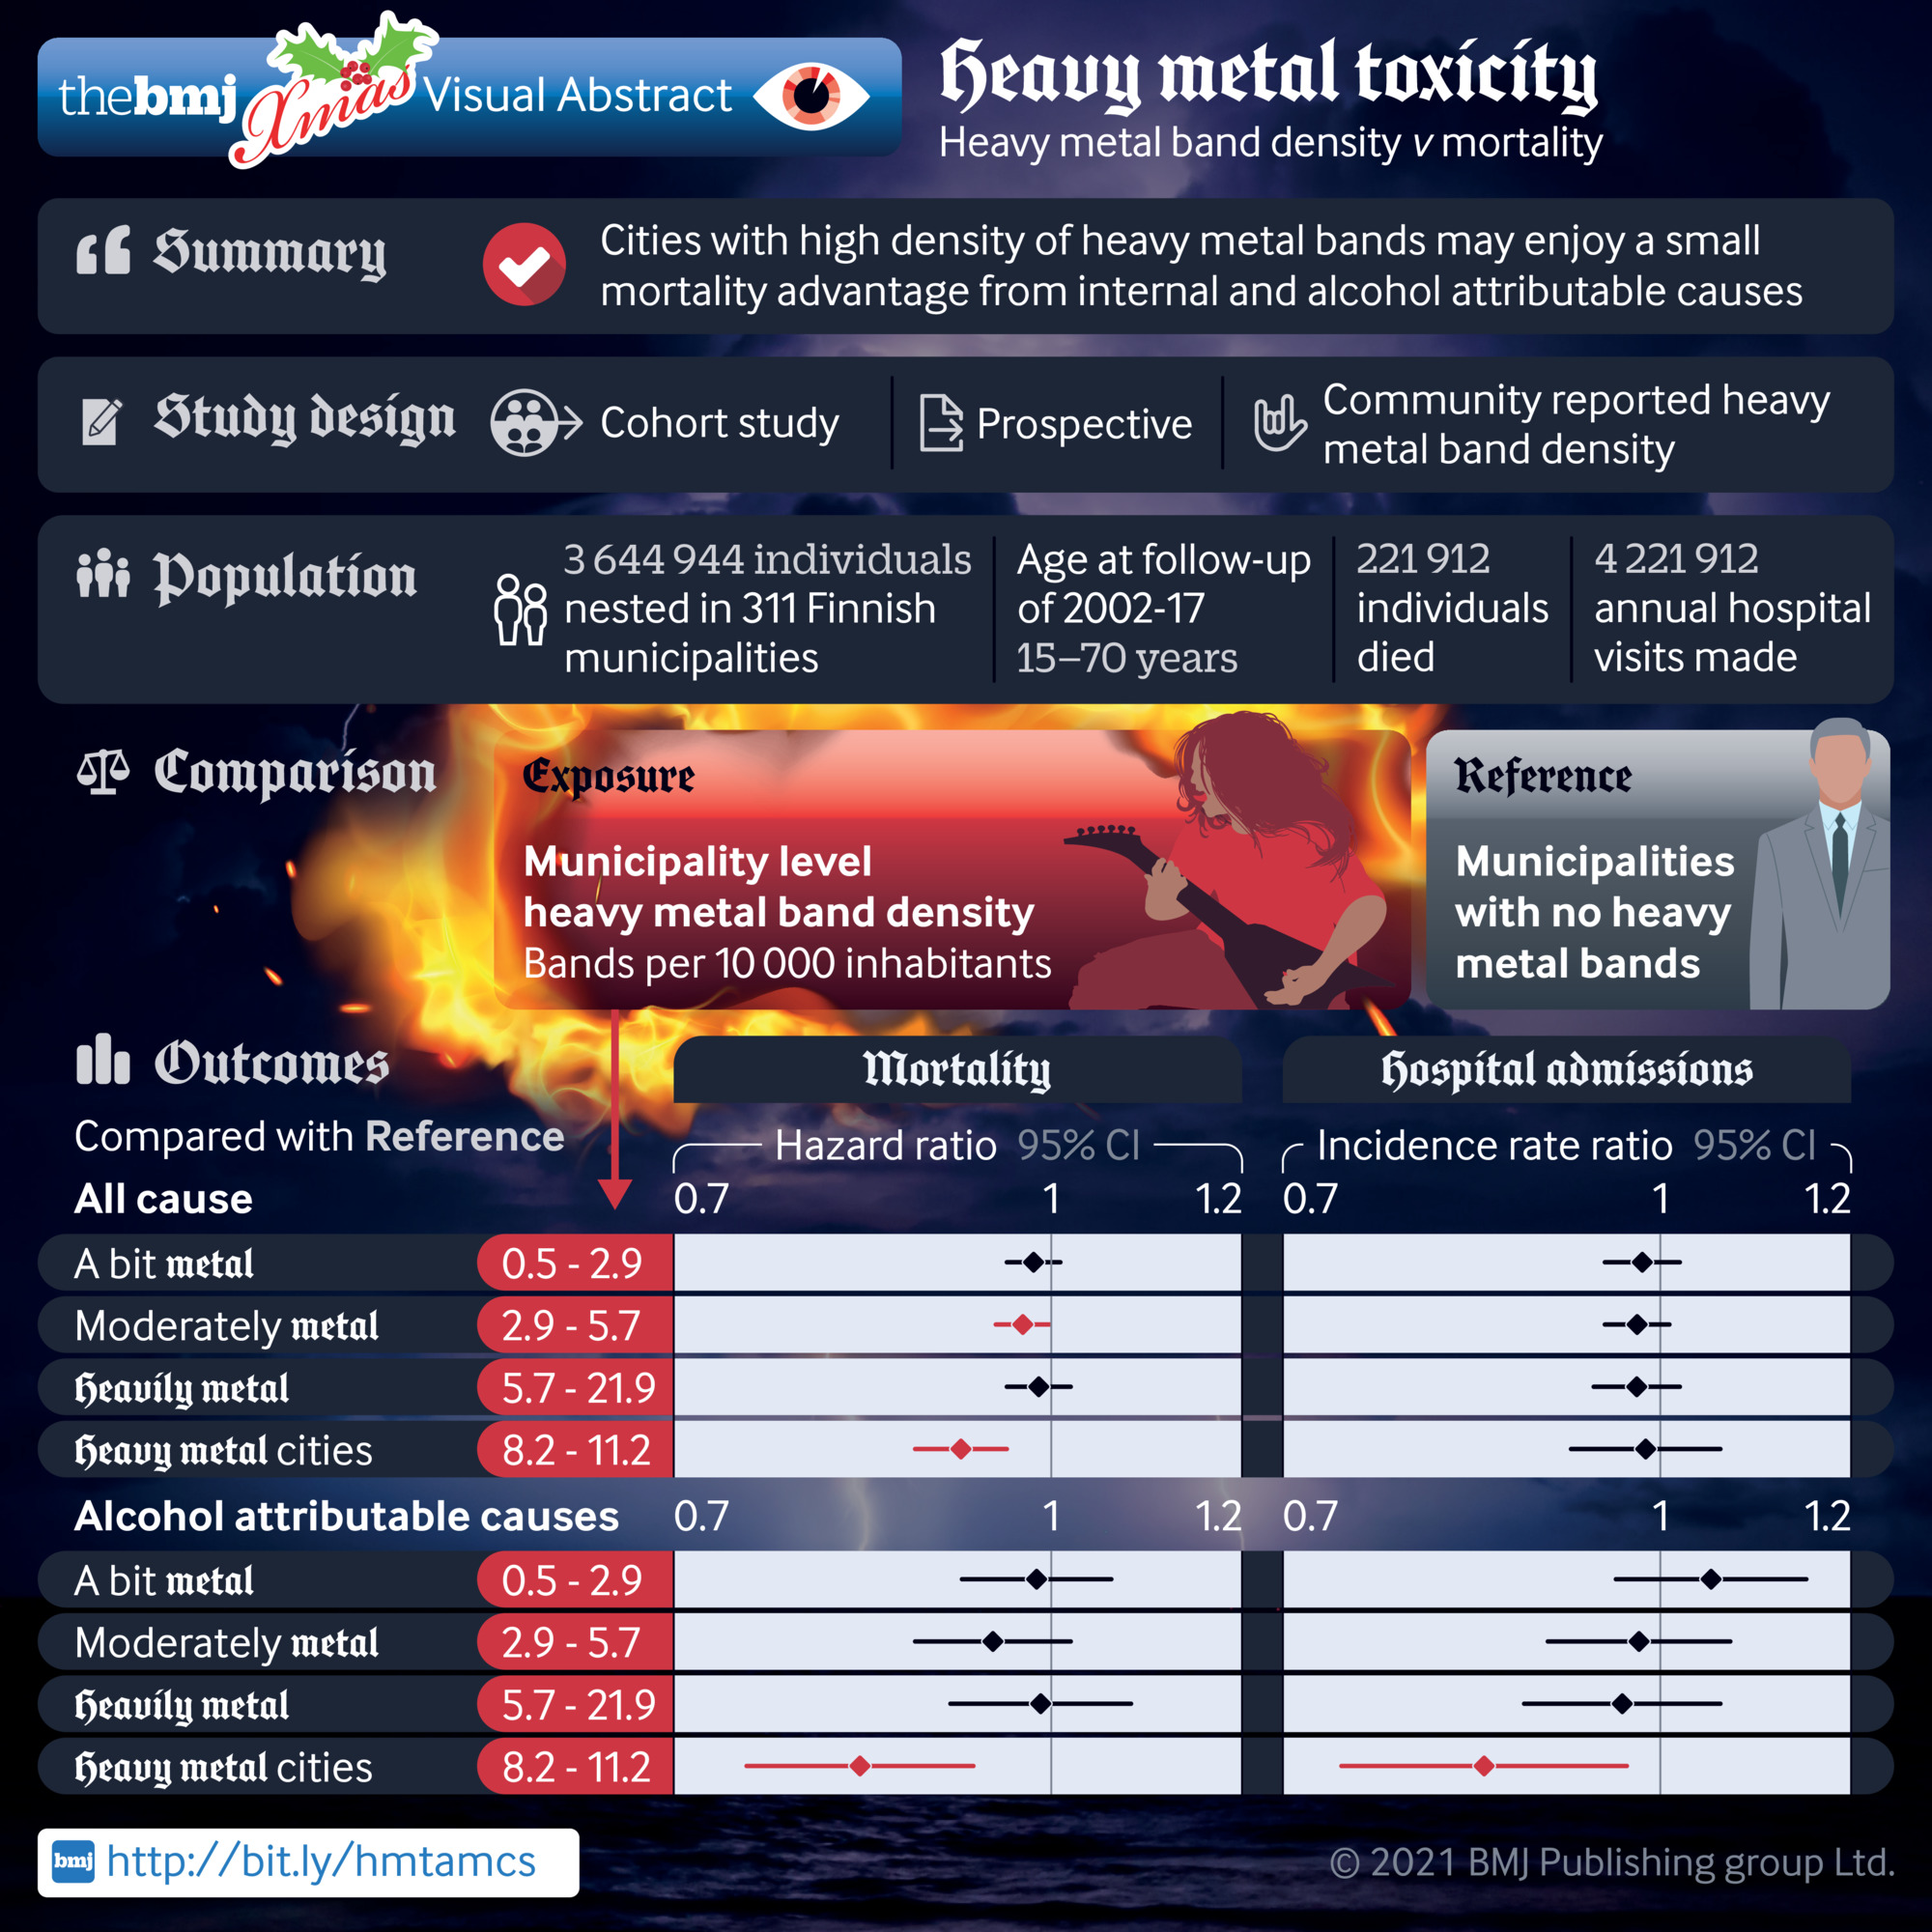 thebmj Xmas Visual Abstract
Heavy metal toxicity
Heavy metal band density v mortality
Summary
Cities with high density of heavy metal bands may enjoy a small
mortality advantage from internal and alcohol attributable causes
Study design
Cohort study
Prospective
Community reported heavy
metal band density
Population
3 644 944 individuals
nested in 311 Finnish
municipalities
Age at follow-up
of 2002-17
15–70 years
221 912
individuals
died
4 221 912
annual hospital
visits made
Comparison
Exposure
Municipality level
heavy metal band density
Bands per 10 000 inhabitants
Reference
Municipalities
with no heavy
metal bands
Outcomes
Mortality
Hospital admissions
Compared with Reference
Hazard ratio 95% CI
Incidence rate ratio 95% CI
All cause
0.7 1 1.2 0.7 1 1.2
A bit metal 0.5 - 2.9
Moderately metal 2.9 - 5.7
Heavily metal 5.7 - 21.9
Heavy metal cities 8.2 - 11.2
Alcohol attributable causes 0.7 1 1.2 0.7 1 1.2
A bit metal 0.5 - 2.9
Moderately metal 2.9 - 5.7
Heavily metal 5.7 - 21.9
Heavy metal cities 8.2 - 11.2
bmj http://bit.ly/hmtamcs
© 2021 BMJ Publishing group Ltd.